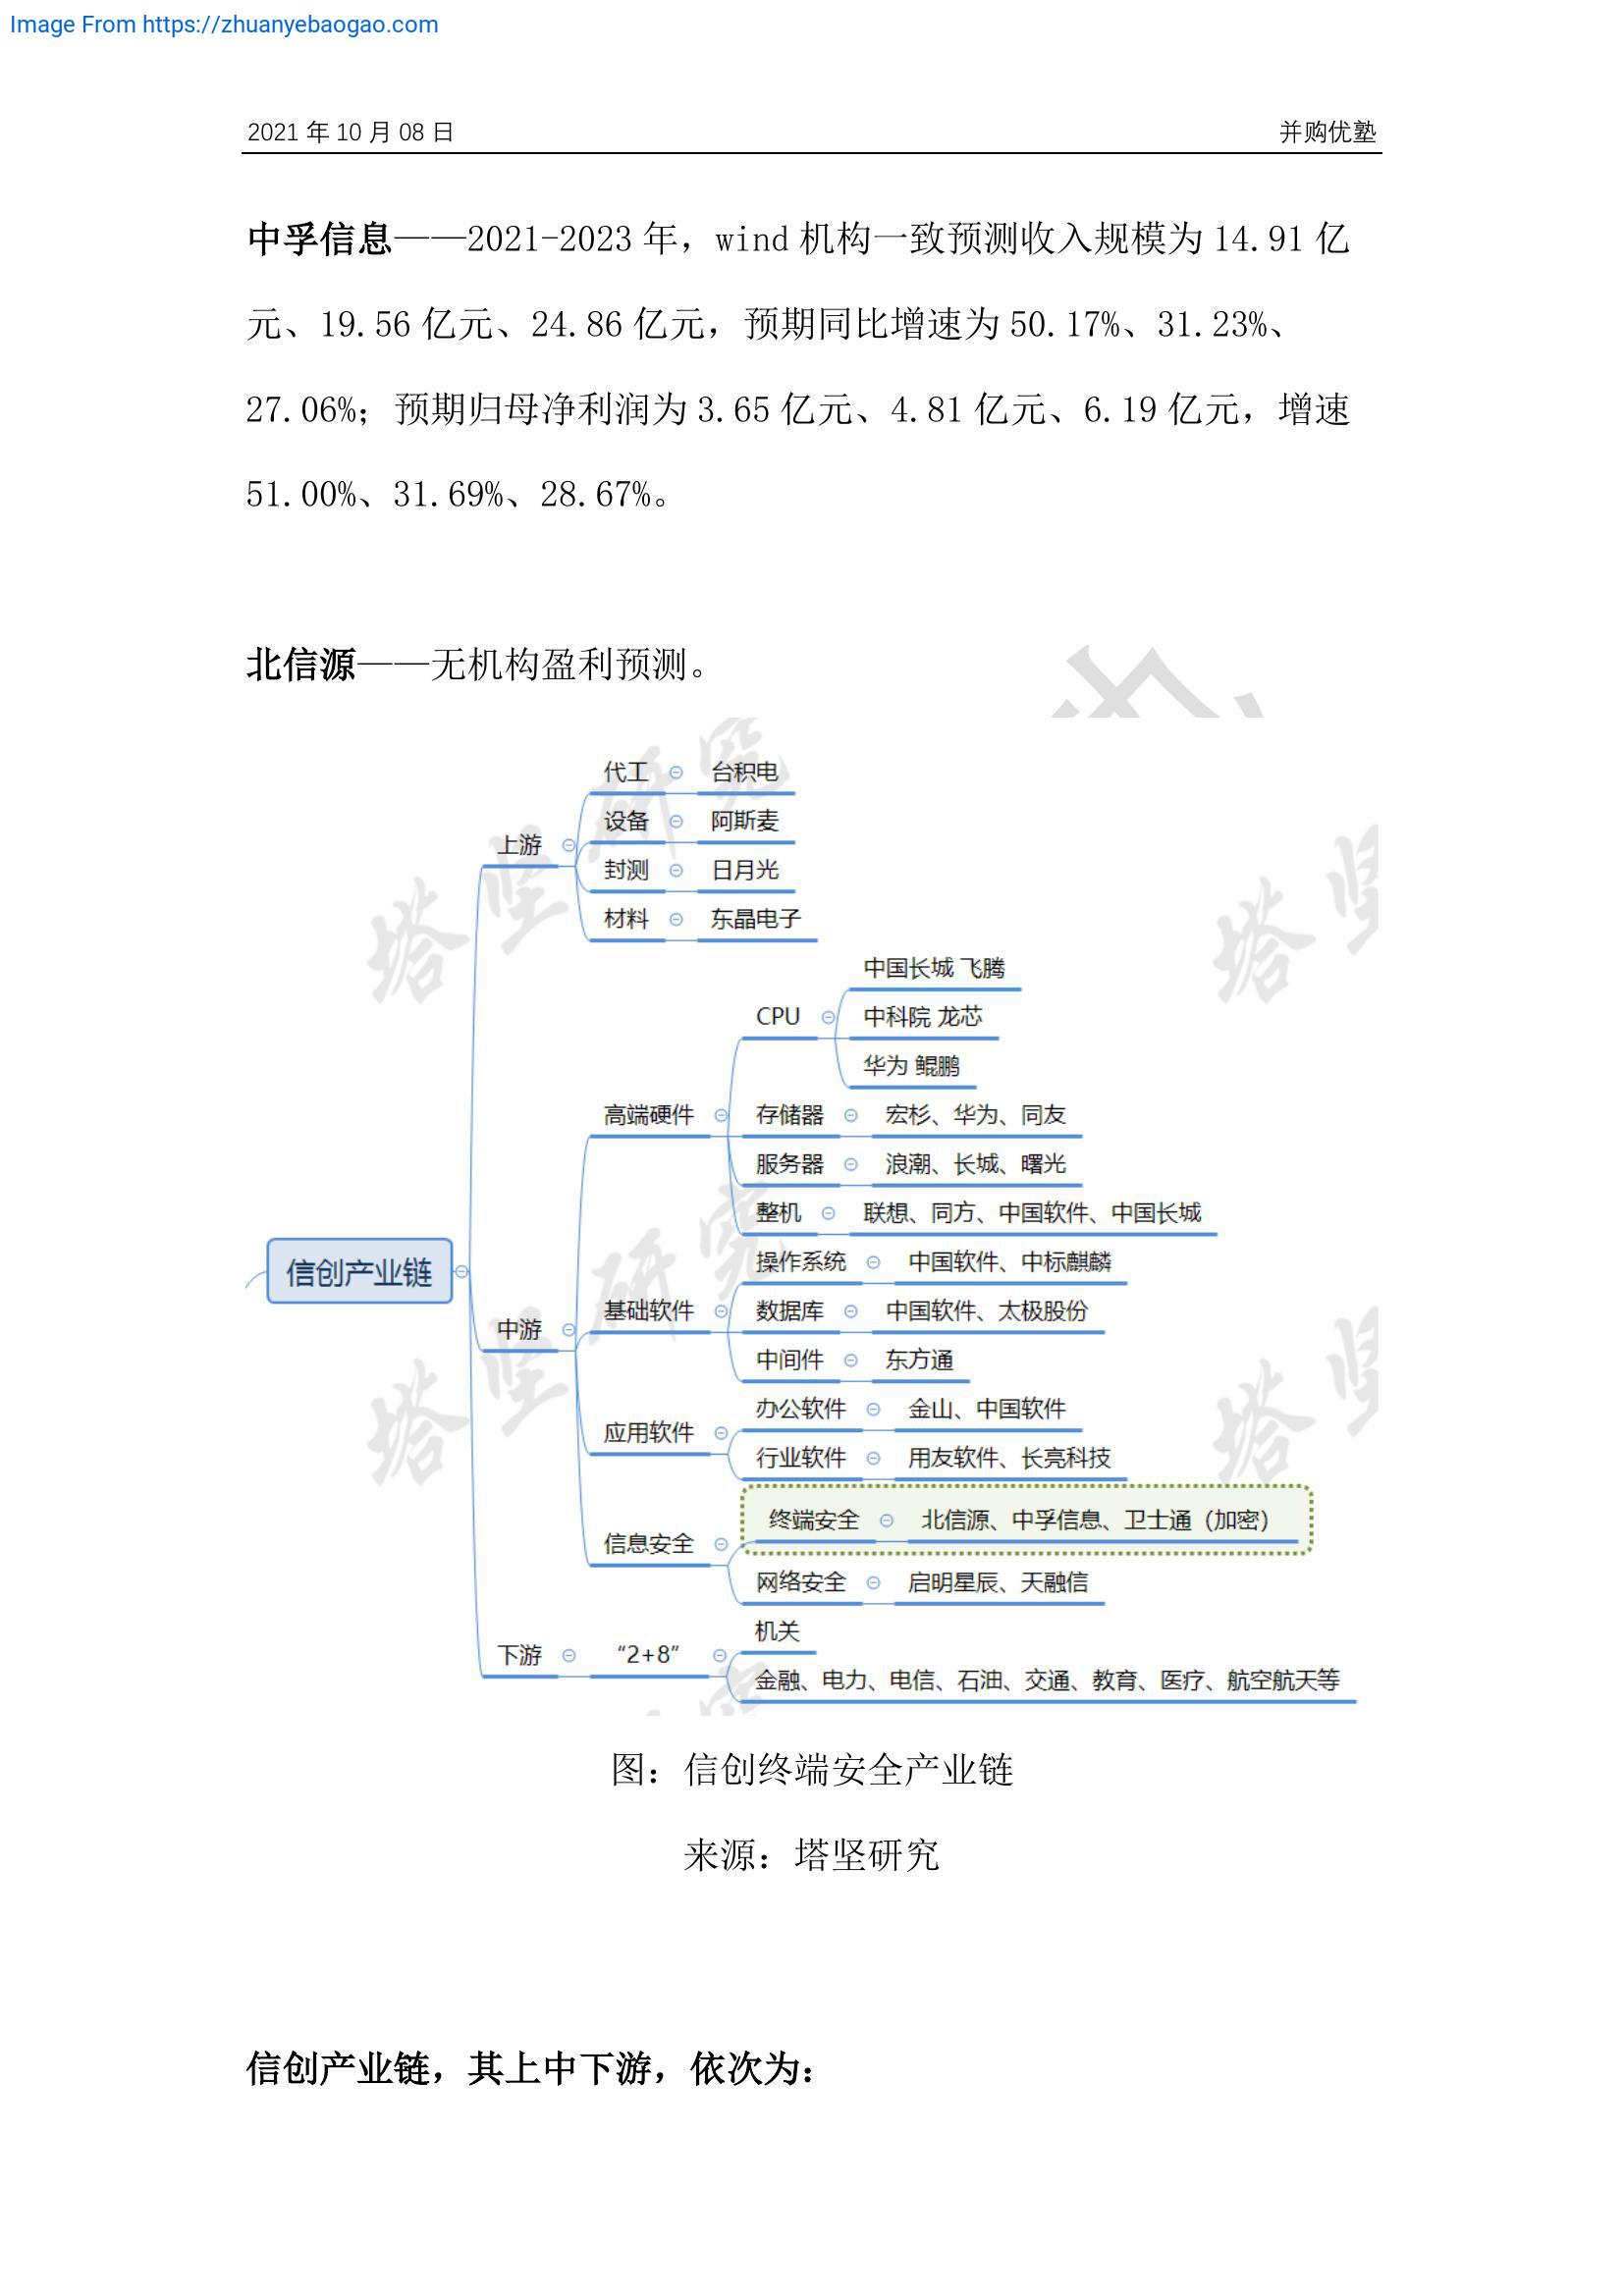 Image From https://zhuanyebaogao.com
2021 年 10 月 08 日
并购优塾
中孚信息——2021-2023 年，wind 机构一致预测收入规模为 14.91 亿
元、19.56 亿元、24.86 亿元，预期同比增速为 50.17%、31.23%、
27.06%；预期归母净利润为 3.65 亿元、4.81 亿元、6.19 亿元，增速
51.00%、31.69%、28.67%。
北信源——无机构盈利预测。
信创产业链
上游
代工 台积电
设备 阿斯麦
封测 日月光
材料 东晶电子
中游
高端硬件
CPU
中国长城 飞腾
中科院 龙芯
华为 鲲鹏
存储器 宏杉、华为、同友
服务器 浪潮、长城、曙光
整机 联想、同方、中国软件、中国长城
基础软件
操作系统 中国软件、中标麒麟
数据库 中国软件、太极股份
中间件 东方通
应用软件
办公软件 金山、中国软件
行业软件 用友软件、长亮科技
信息安全
终端安全 北信源、中孚信息、卫士通（加密）
网络安全 启明星辰、天融信
下游
“2+8”
机关
金融、电力、电信、石油、交通、教育、医疗、航空航天等
塔坚研究
塔坚研究
塔坚
塔坚
图：信创终端安全产业链
来源：塔坚研究
信创产业链，其上中下游，依次为：